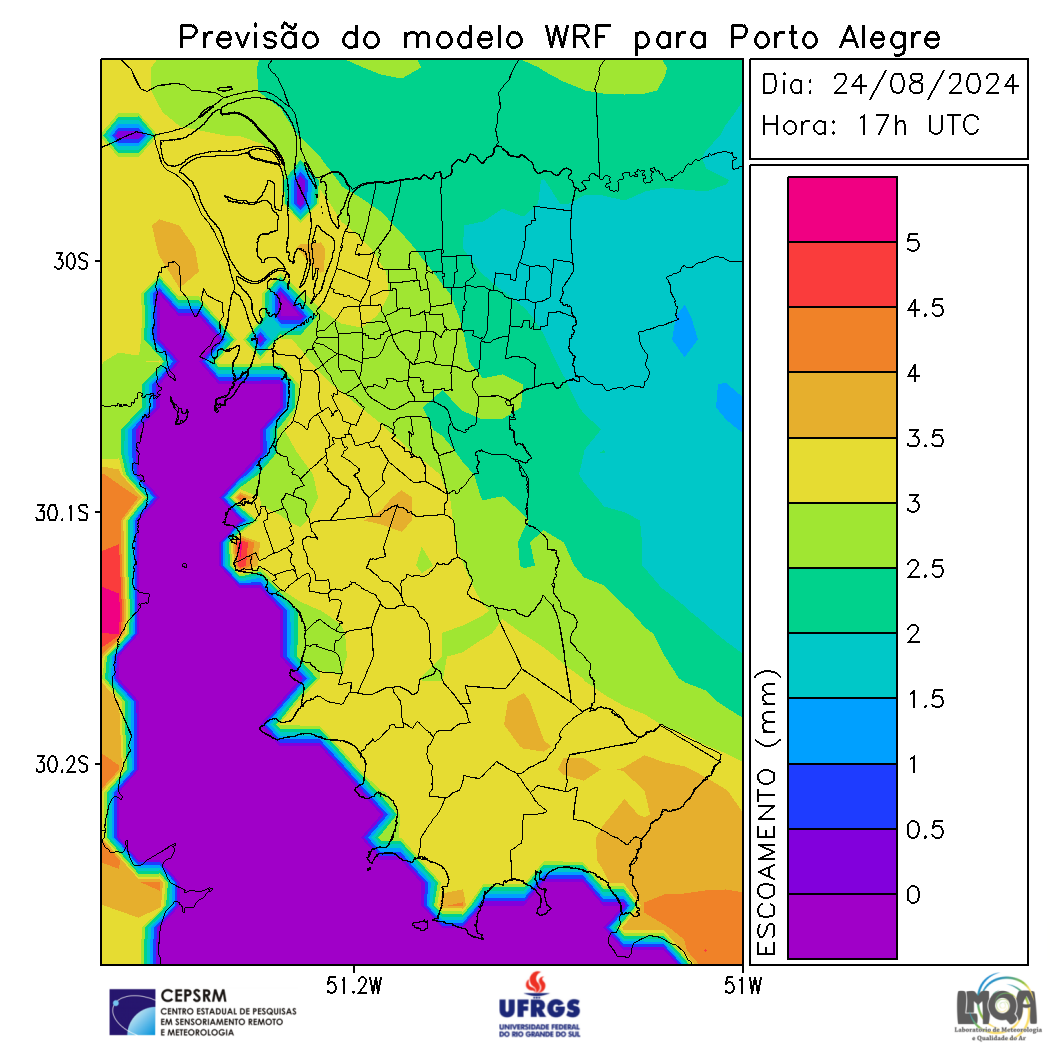 Previsão do modelo WRF para Porto Alegre
Dia: 24/08/2024
Hora: 17h UTC
30S
30.1S
30.2S
51.2W
51W
ESCOAMENTO (mm)
5
4.5
4
3.5
3
2.5
2
1.5
1
0.5
0
CEPSRM
CENTRO ESTADUAL DE PESQUISAS
EM SENSORIAMENTO REMOTO
E METEOROLOGIA
UFRGS
UNIVERSIDADE FEDERAL
DO RIO GRANDE DO SUL
LMQA
Laboratório de Meteorologia
e Qualidade do Ar